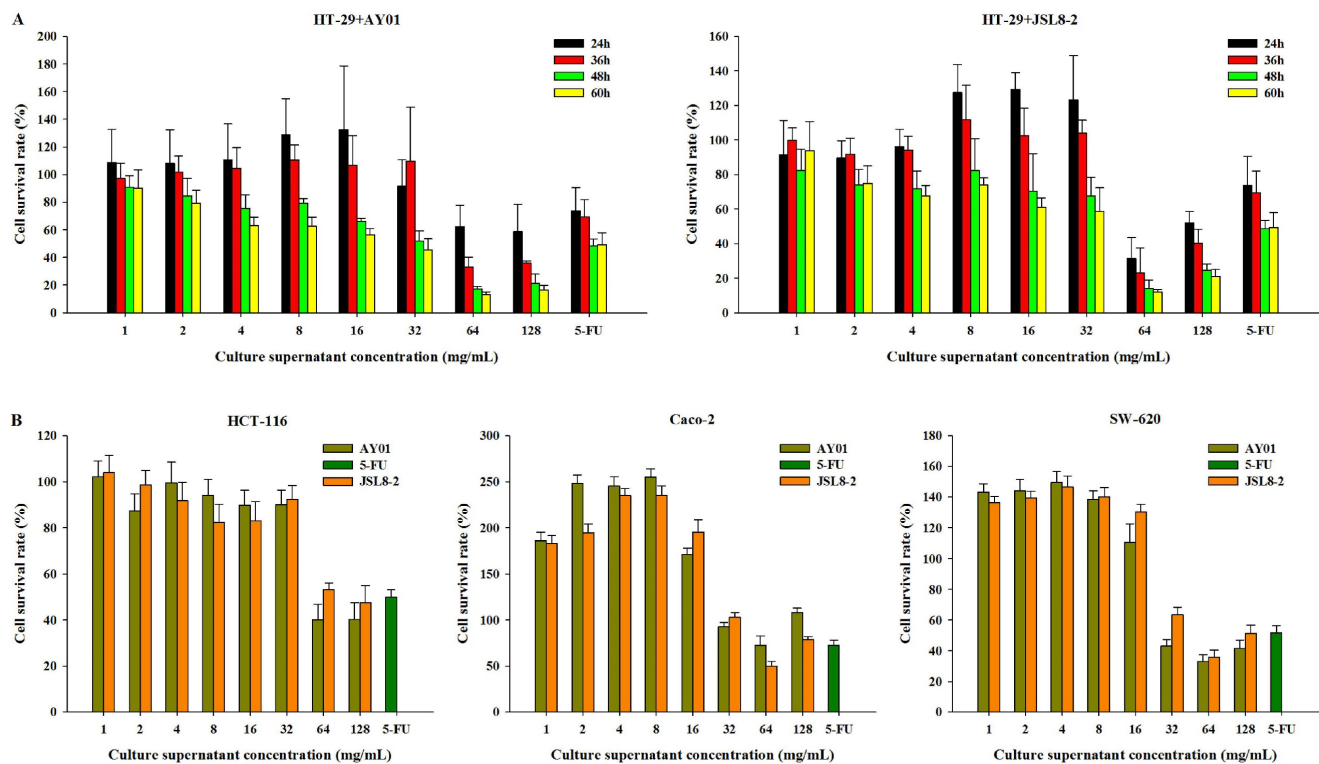 A
HT-29+AY01
Cell survival rate (%)
200
180
160
140
120
100
80
60
40
20
0
24h
36h
48h
60h
1 2 4 8 16 32 64 128 5-FU
Culture supernatant concentration (mg/mL)
HT-29+JSL8-2
Cell survival rate (%)
160
140
120
100
80
60
40
20
0
24h
36h
48h
60h
1 2 4 8 16 32 64 128 5-FU
Culture supernatant concentration (mg/mL)
B
HCT-116
Cell survival rate (%)
120
100
80
60
40
20
0
AY01
5-FU
JSL8-2
1 2 4 8 16 32 64 128 5-FU
Culture supernatant concentration (mg/mL)
Caco-2
Cell survival rate (%)
300
250
200
150
100
50
0
AY01
5-FU
JSL8-2
1 2 4 8 16 32 64 128 5-FU
Culture supernatant concentration (mg/mL)
SW-620
Cell survival rate (%)
180
160
140
120
100
80
60
40
20
0
AY01
5-FU
JSL8-2
1 2 4 8 16 32 64 128 5-FU
Culture supernatant concentration (mg/mL)